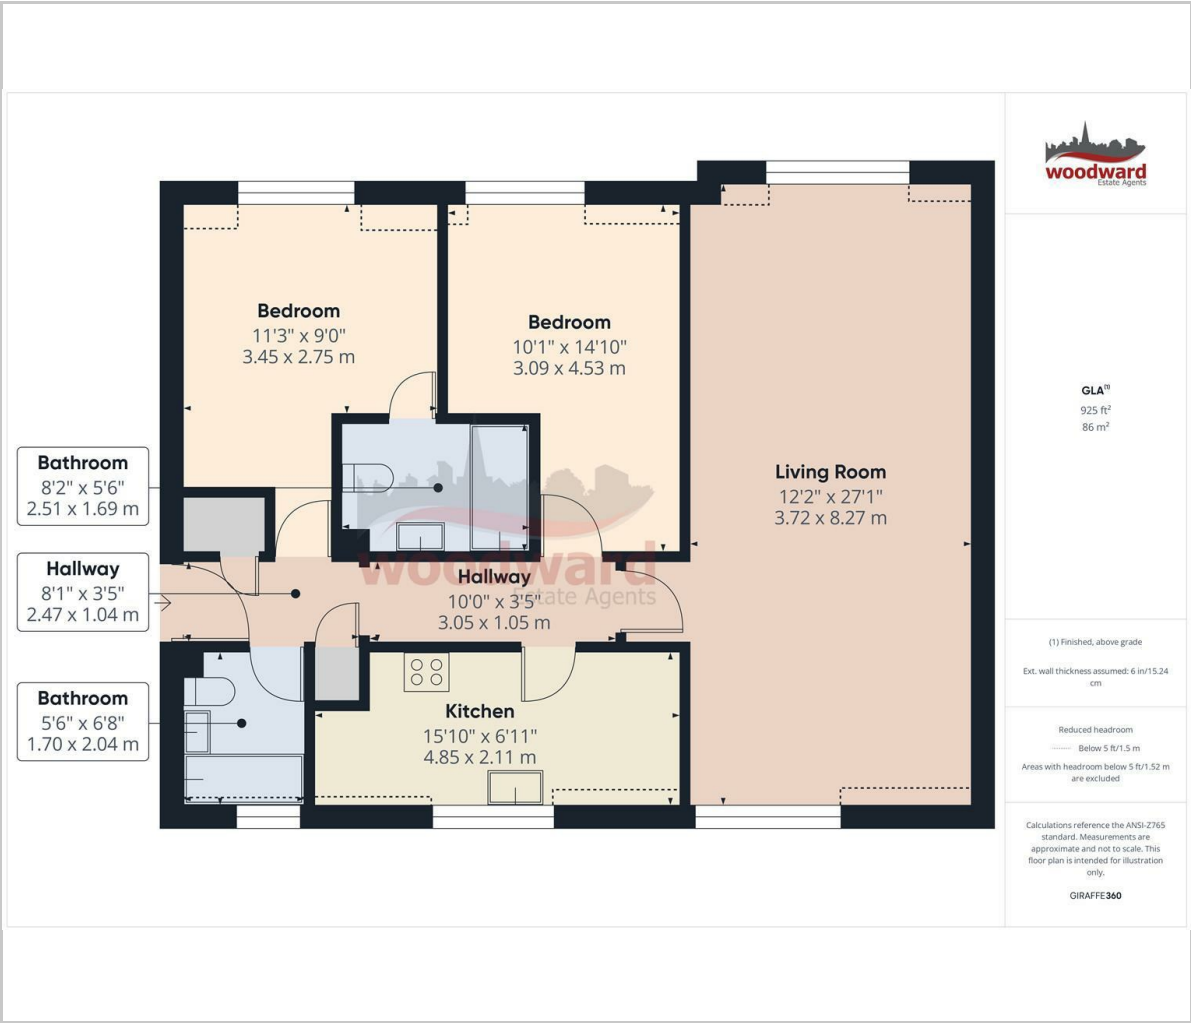 woodward
Estate Agents
Bedroom
11'3" x 9'0"
3.45 x 2.75 m
Bedroom
10'1" x 14'10"
3.09 x 4.53 m
Living Room
12'2" x 27'1"
3.72 x 8.27 m
Bathroom
8'2" x 5'6"
2.51 x 1.69 m
Hallway
8'1" x 3'5"
2.47 x 1.04 m
woodward
Estate Agents
Hallway
10'0" x 3'5"
3.05 x 1.05 m
Bathroom
5'6" x 6'8"
1.70 x 2.04 m
Kitchen
15'10" x 6'11"
4.85 x 2.11 m
GLA(1)
925 ft²
86 m²
(1) Finished, above grade
Ext. wall thickness assumed: 6 in/15.24
cm
Reduced headroom
Below 5 ft/1.5 m
Areas with headroom below 5 ft/1.52 m
are excluded
Calculations reference the ANSI-Z765
standard. Measurements are
approximate and not to scale. This
floor plan is intended for illustration
only.
GIRAFFE360